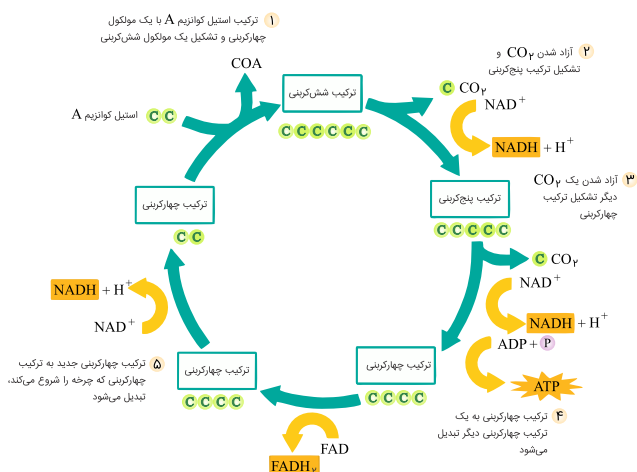 ۱ ترکیب استیل کوانزیم A با یک مولکول
چهارکربنی و تشکیل یک مولکول شش‌کربنی
COA
استیل کوانزیم A
C C
ترکیب شش‌کربنی
C C C C C C
۲ آزاد شدن CO۲ و
تشکیل ترکیب پنج‌کربنی
C CO۲
NAD+
NADH + H+
۳ آزاد شدن یک CO۲
دیگر تشکیل ترکیب
چهارکربنی
ترکیب پنج‌کربنی
C C C C C
C CO۲
NAD+
NADH + H+
ADP + P
ATP
ترکیب چهارکربنی
C C C C
۴ ترکیب چهارکربنی به یک
ترکیب چهارکربنی دیگر تبدیل
می‌شود
FAD
FADH۲
ترکیب چهارکربنی
C C C C
۵ ترکیب چهارکربنی جدید به ترکیب
چهارکربنی که چرخه را شروع می‌کند،
تبدیل می‌شود
NADH + H+
NAD+
ترکیب چهارکربنی
C C